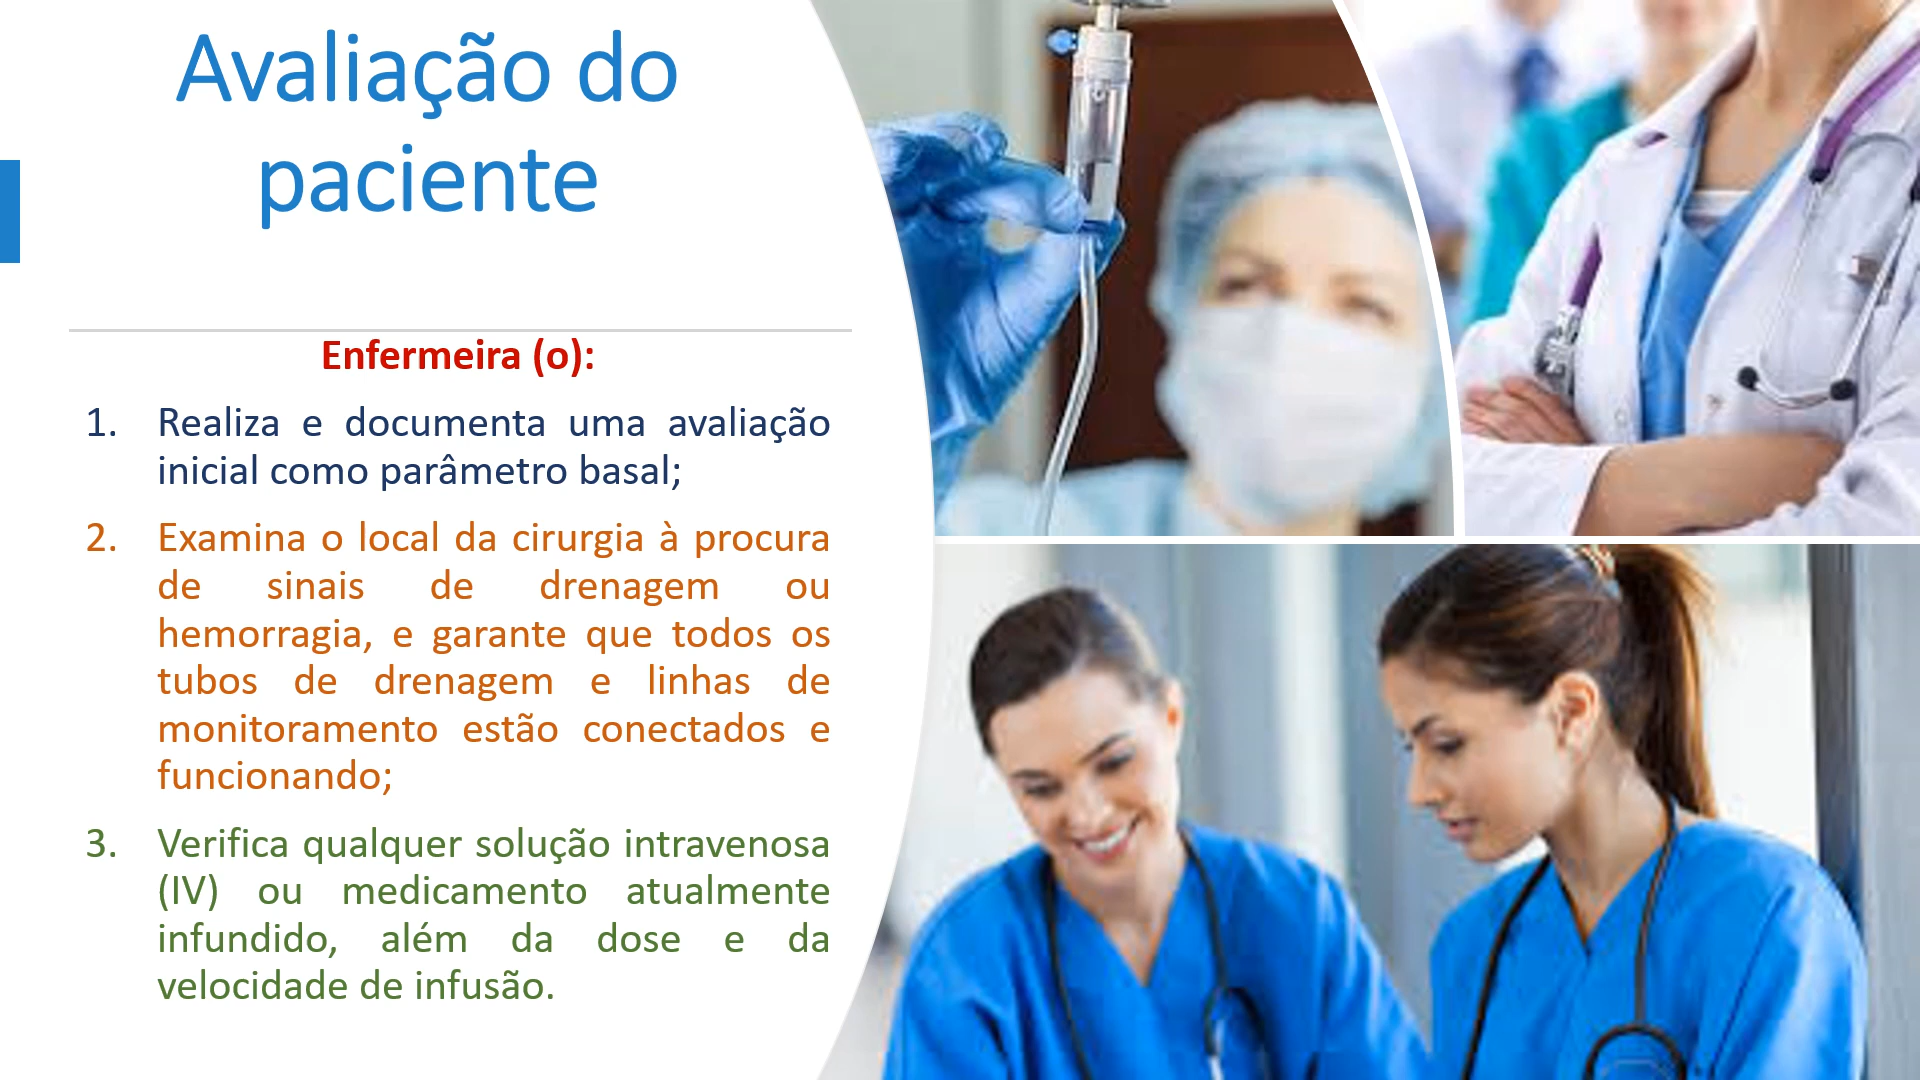 Avaliação do
paciente
Enfermeira (o):
1. Realiza e documenta uma avaliação
inicial como parâmetro basal;
2. Examina o local da cirurgia à procura
de sinais de drenagem ou
hemorragia, e garante que todos os
tubos de drenagem e linhas de
monitoramento estão conectados e
funcionando;
3. Verifica qualquer solução intravenosa
(IV) ou medicamento atualmente
infundido, além da dose e da
velocidade de infusão.